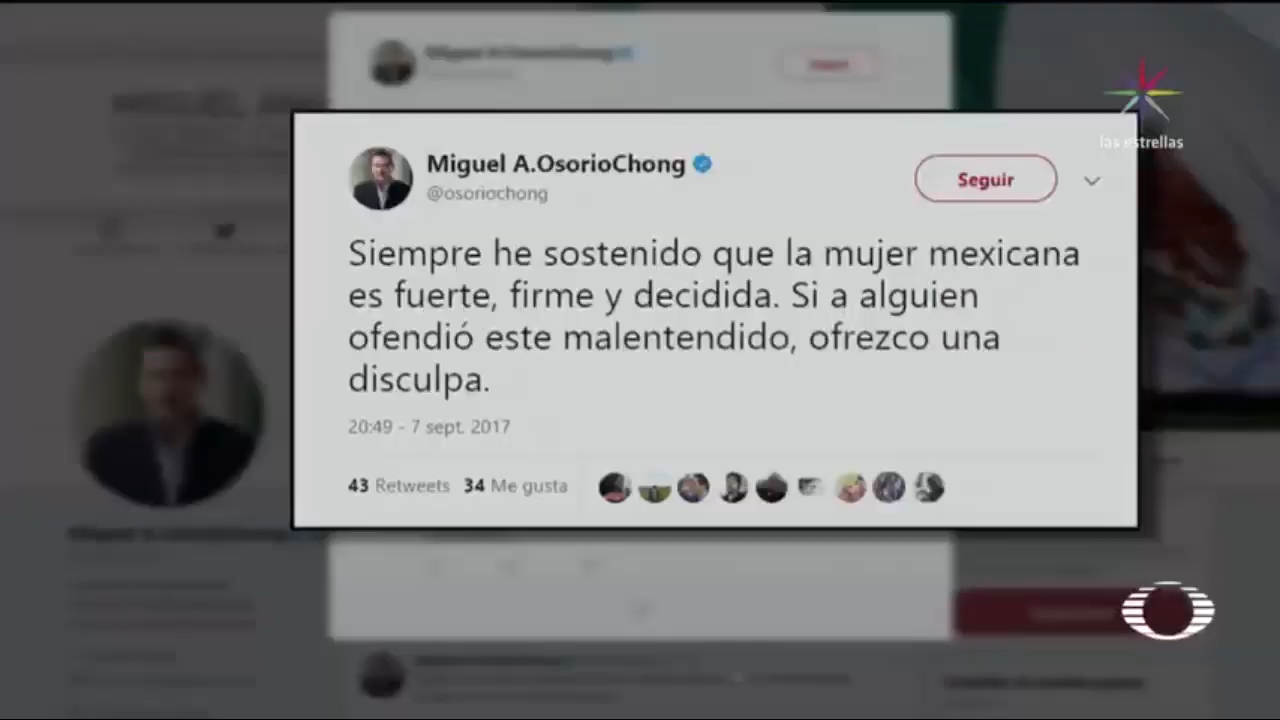 las estrellas
Miguel A.OsorioChong
@osoriochong
Seguir
Siempre he sostenido que la mujer mexicana
es fuerte, firme y decidida. Si a alguien
ofendió este malentendido, ofrezco una
disculpa.
20:49 - 7 sept. 2017
43 Retweets 34 Me gusta